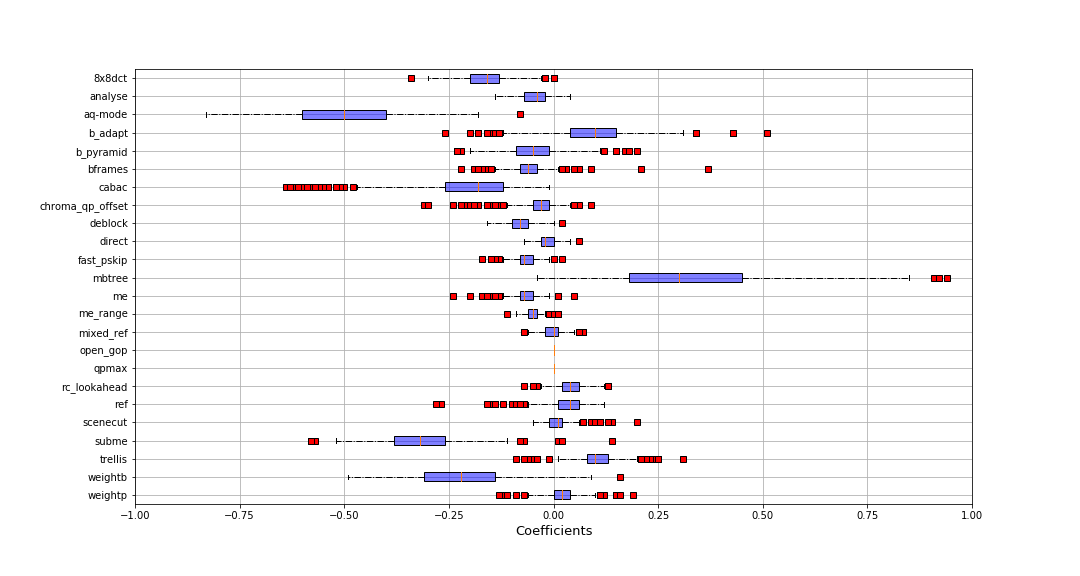 8x8dct
analyse
aq-mode
b_adapt
b_pyramid
bframes
cabac
chroma_qp_offset
deblock
direct
fast_pskip
mbtree
me
me_range
mixed_ref
open_gop
qpmax
rc_lookahead
ref
scenecut
subme
trellis
weightb
weightp
−1.00 −0.75 −0.50 −0.25 0.00 0.25 0.50 0.75 1.00
Coefficients